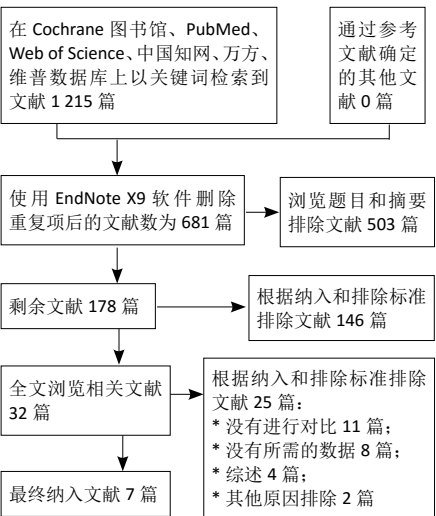 在 Cochrane 图书馆、PubMed、
Web of Science、中国知网、万方、
维普数据库上以关键词检索到
文献 1 215 篇
通过参考
文献确定
的其他文
献 0 篇
使用 EndNote X9 软件删除
重复项后的文献数为 681 篇
浏览题目和摘要
排除文献 503 篇
剩余文献 178 篇
根据纳入和排除标准
排除文献 146 篇
全文浏览相关文献
32 篇
根据纳入和排除标准排除
文献 25 篇：
* 没有进行对比 11 篇；
* 没有所需的数据 8 篇；
* 综述 4 篇；
* 其他原因排除 2 篇
最终纳入文献 7 篇